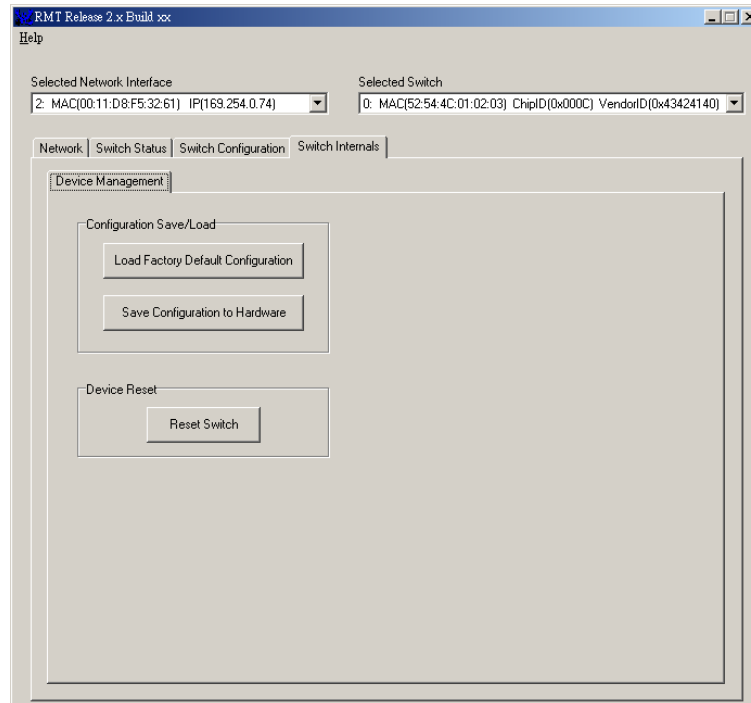 RMT Release 2.x Build xx
Help
Selected Network Interface
Selected Switch
2: MAC(00:11:D8:F5:32:61) IP(169.254.0.74)
0: MAC(52:54:4C:01:02:03) ChipID(0x000C) VendorID(0x43424140)
Network
Switch Status
Switch Configuration
Switch Internals
Device Management
Configuration Save/Load
Load Factory Default Configuration
Save Configuration to Hardware
Device Reset
Reset Switch